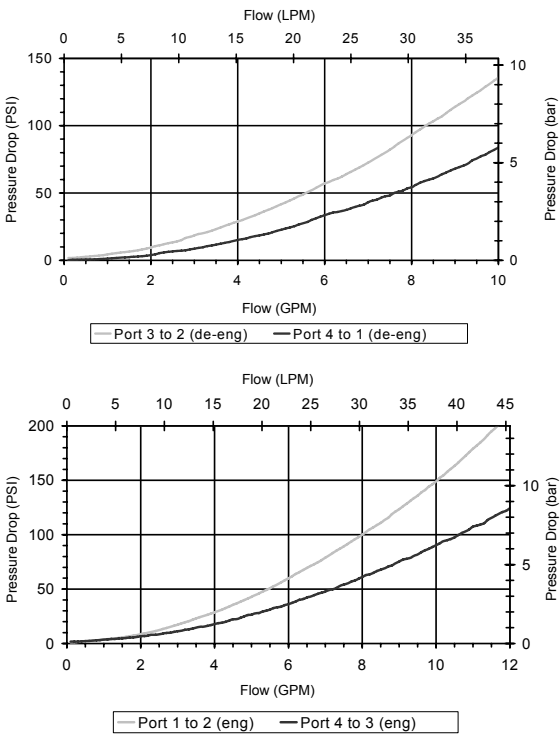 Flow (LPM)
0 5 10 15 20 25 30 35
Pressure Drop (PSI)
150
100
50
0
Pressure Drop (bar)
10
5
0
0 2 4 6 8 10
Flow (GPM)
Port 3 to 2 (de-eng) Port 4 to 1 (de-eng)
Flow (LPM)
0 5 10 15 20 25 30 35 40 45
Pressure Drop (PSI)
200
150
100
50
0
Pressure Drop (bar)
10
5
0
0 2 4 6 8 10 12
Flow (GPM)
Port 1 to 2 (eng) Port 4 to 3 (eng)